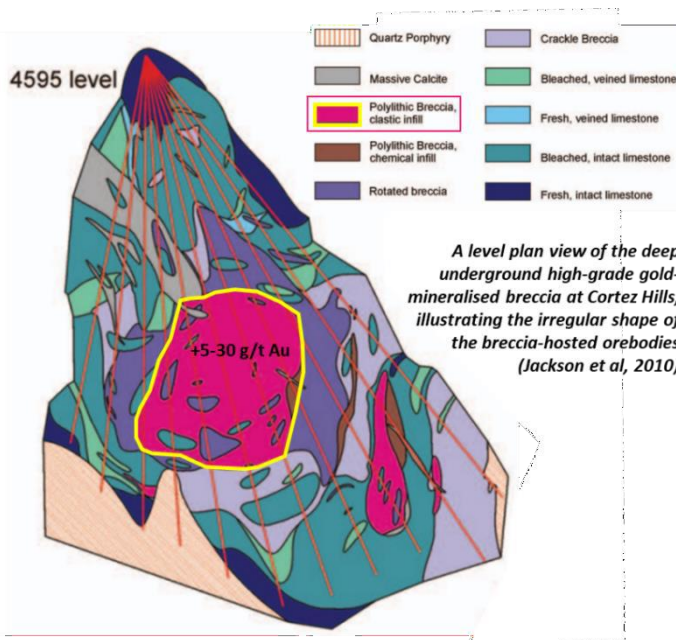 4595 level
Quartz Porphyry
Massive Calcite
Polylithic Breccia,
clastic infill
Polylithic Breccia,
chemical infill
Rotated breccia
Crackle Breccia
Bleached, veined limestone
Fresh, veined limestone
Bleached, intact limestone
Fresh, intact limestone
A level plan view of the deep
underground high-grade gold-
mineralised breccia at Cortez Hills,
illustrating the irregular shape of
the breccia-hosted orebodies
(Jackson et al, 2010)
+5-30 g/t Au